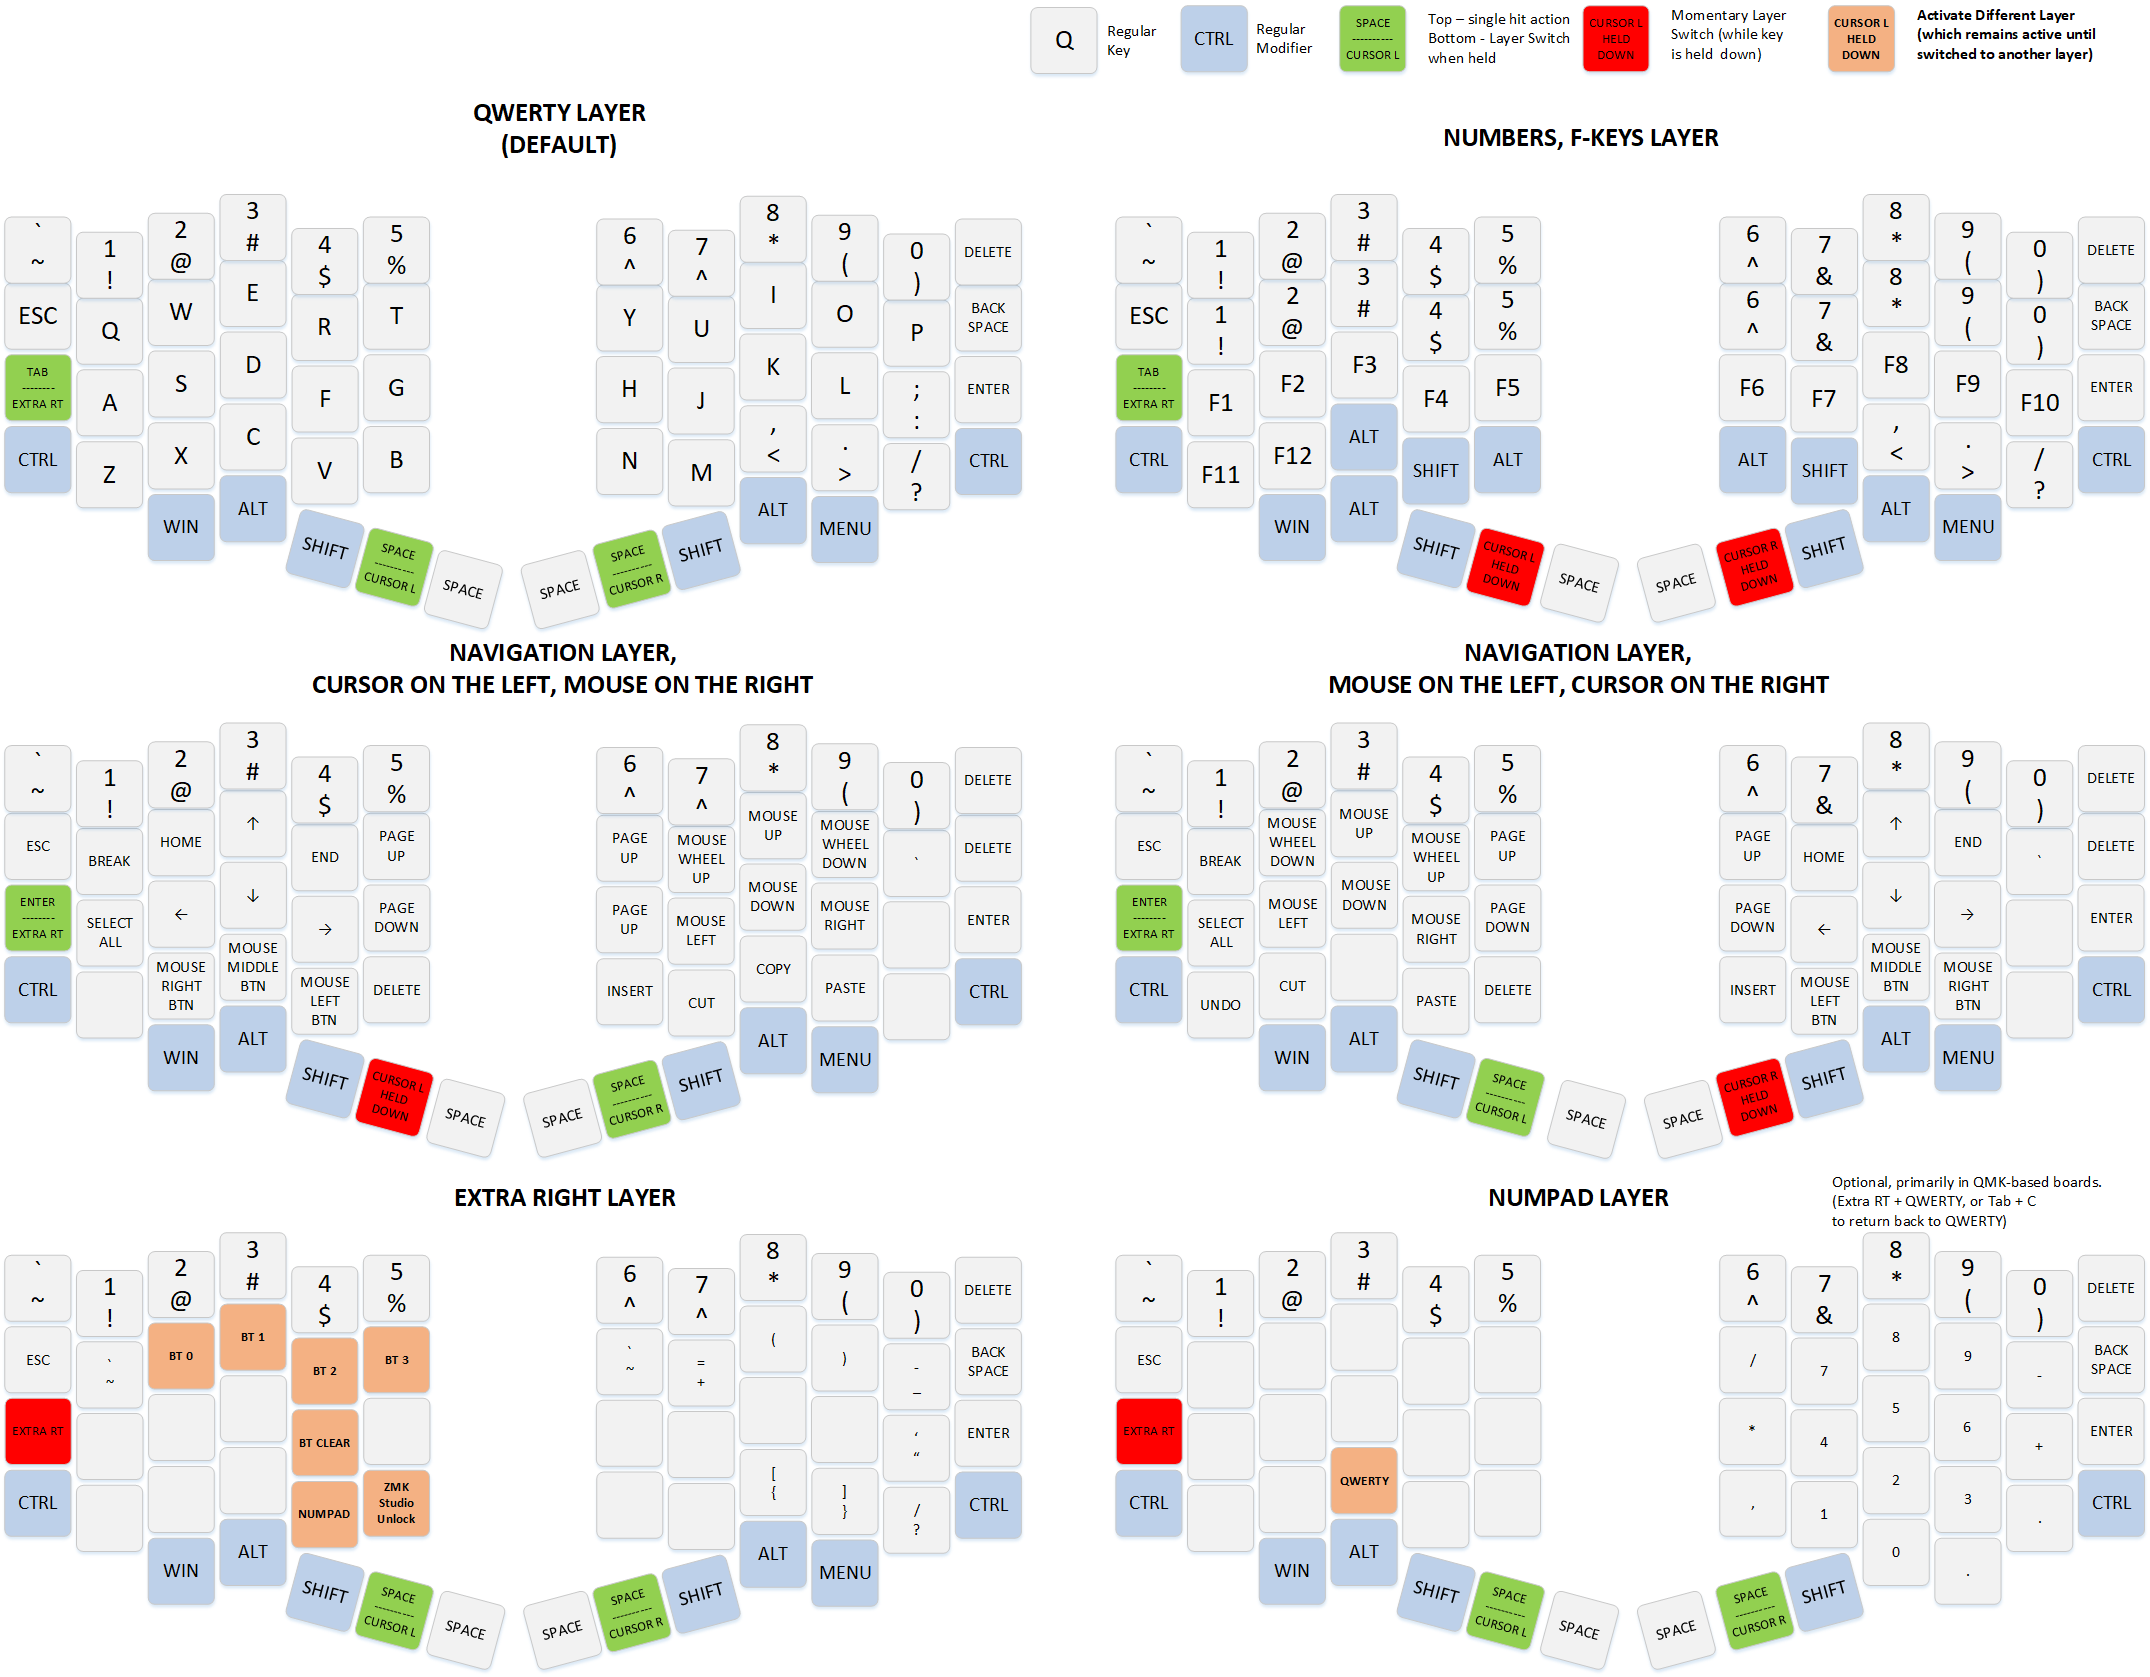 Q
Regular
Key
CTRL
Regular
Modifier
SPACE
----------
CURSOR L
Top – single hit action
Bottom - Layer Switch
when held
CURSOR L
HELD
DOWN
Momentary Layer
Switch (while key
is held down)
CURSOR L
HELD
DOWN
Activate Different Layer
(which remains active until
switched to another layer)
QWERTY LAYER
(DEFAULT)
` ~
1 !
2 @
3 #
4 $
5 %
6 ^
7 ^
8 *
9 (
0 )
DELETE
ESC
Q
W
E
R
T
Y
U
I
O
P
BACK
SPACE
TAB
--------
EXTRA RT
A
S
D
F
G
H
J
K
L
; :
ENTER
CTRL
Z
X
C
V
B
N
M
, <
. >
/ ?
CTRL
WIN
ALT
SHIFT
SPACE
----------
CURSOR L
SPACE
SPACE
SPACE
----------
CURSOR R
SHIFT
ALT
MENU
NUMBERS, F-KEYS LAYER
` ~
1 !
2 @
3 #
4 $
5 %
6 ^
7 &
8 *
9 (
0 )
DELETE
ESC
1 !
2 @
3 #
4 $
5 %
6 ^
7 &
8 *
9 (
0 )
BACK
SPACE
TAB
--------
EXTRA RT
F1
F2
F3
F4
F5
F6
F7
F8
F9
F10
ENTER
CTRL
F11
F12
ALT
SHIFT
ALT
ALT
SHIFT
, <
. >
/ ?
CTRL
WIN
ALT
SHIFT
CURSOR L
HELD
DOWN
SPACE
SPACE
CURSOR R
HELD
DOWN
SHIFT
ALT
MENU
NAVIGATION LAYER,
CURSOR ON THE LEFT, MOUSE ON THE RIGHT
` ~
1 !
2 @
3 #
4 $
5 %
6 ^
7 ^
8 *
9 (
0 )
DELETE
ESC
BREAK
HOME
↑
END
PAGE
UP
PAGE
UP
MOUSE
WHEEL
UP
MOUSE
UP
MOUSE
WHEEL
DOWN
`
DELETE
ENTER
--------
EXTRA RT
SELECT
ALL
←
↓
→
PAGE
DOWN
PAGE
UP
MOUSE
LEFT
MOUSE
DOWN
MOUSE
RIGHT
ENTER
CTRL
MOUSE
RIGHT
BTN
MOUSE
MIDDLE
BTN
MOUSE
LEFT
BTN
DELETE
INSERT
CUT
COPY
PASTE
CTRL
WIN
ALT
SHIFT
CURSOR L
HELD
DOWN
SPACE
SPACE
SPACE
----------
CURSOR R
SHIFT
ALT
MENU
NAVIGATION LAYER,
MOUSE ON THE LEFT, CURSOR ON THE RIGHT
` ~
1 !
2 @
3 #
4 $
5 %
6 ^
7 &
8 *
9 (
0 )
DELETE
ESC
BREAK
MOUSE
WHEEL
DOWN
MOUSE
UP
MOUSE
WHEEL
UP
PAGE
UP
PAGE
UP
HOME
↑
END
`
DELETE
ENTER
--------
EXTRA RT
SELECT
ALL
MOUSE
LEFT
MOUSE
DOWN
MOUSE
RIGHT
PAGE
DOWN
PAGE
DOWN
←
↓
→
ENTER
CTRL
UNDO
CUT
PASTE
DELETE
INSERT
MOUSE
LEFT
BTN
MOUSE
MIDDLE
BTN
MOUSE
RIGHT
BTN
CTRL
WIN
ALT
SHIFT
SPACE
----------
CURSOR L
SPACE
SPACE
CURSOR R
HELD
DOWN
SHIFT
ALT
MENU
EXTRA RIGHT LAYER
` ~
1 !
2 @
3 #
4 $
5 %
6 ^
7 ^
8 *
9 (
0 )
DELETE
ESC
` ~
BT 0
BT 1
BT 2
BT 3
` ~
= +
(
)
- _
BACK
SPACE
EXTRA RT
BT CLEAR
‘ “
ENTER
CTRL
NUMPAD
ZMK
Studio
Unlock
[ {
] }
/ ?
CTRL
WIN
ALT
SHIFT
SPACE
----------
CURSOR L
SPACE
SPACE
SPACE
----------
CURSOR R
SHIFT
ALT
MENU
NUMPAD LAYER
Optional, primarily in QMK-based boards.
(Extra RT + QWERTY, or Tab + C
to return back to QWERTY)
` ~
1 !
2 @
3 #
4 $
5 %
6 ^
7 &
8 *
9 (
0 )
DELETE
ESC
/
7
8
9
-
BACK
SPACE
EXTRA RT
*
4
5
6
+
ENTER
CTRL
QWERTY
,
1
2
3
.
CTRL
WIN
ALT
SHIFT
SPACE
----------
CURSOR L
SPACE
SPACE
SPACE
----------
CURSOR R
SHIFT
0
.